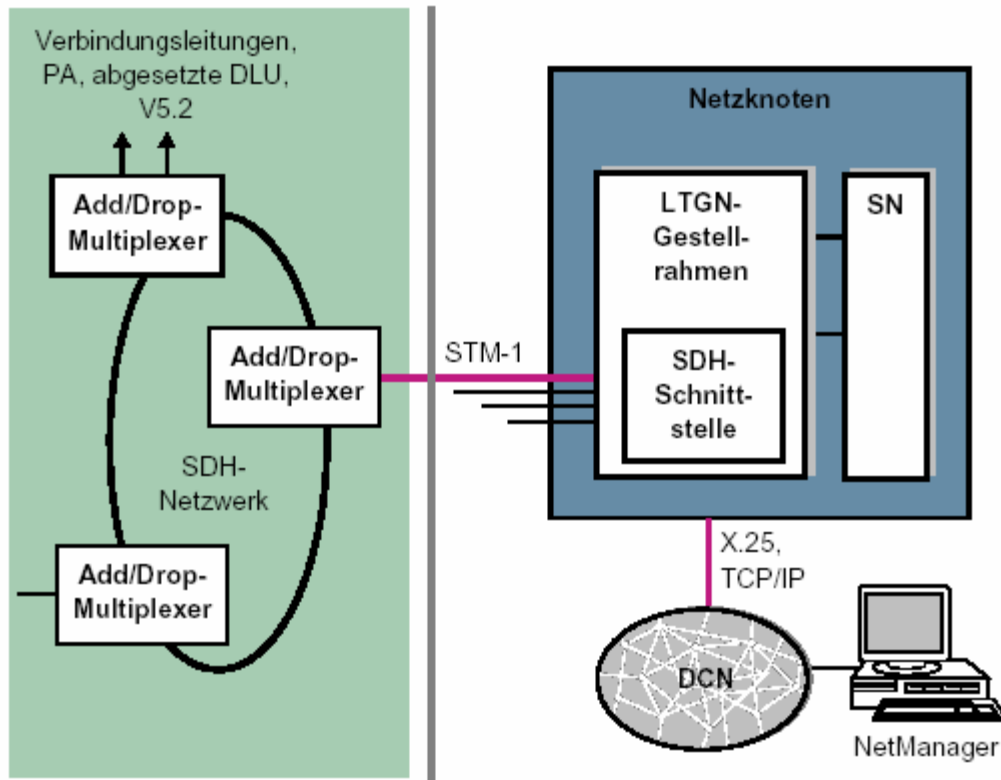 Verbindungsleitungen,
PA, abgesetzte DLU,
V5.2
Add/Drop-
Multiplexer
Add/Drop-
Multiplexer
SDH-
Netzwerk
Add/Drop-
Multiplexer
STM-1
Netzknoten
LTGN-
Gestell-
rahmen
SDH-
Schnitt-
stelle
SN
X.25,
TCP/IP
DCN
NetManager